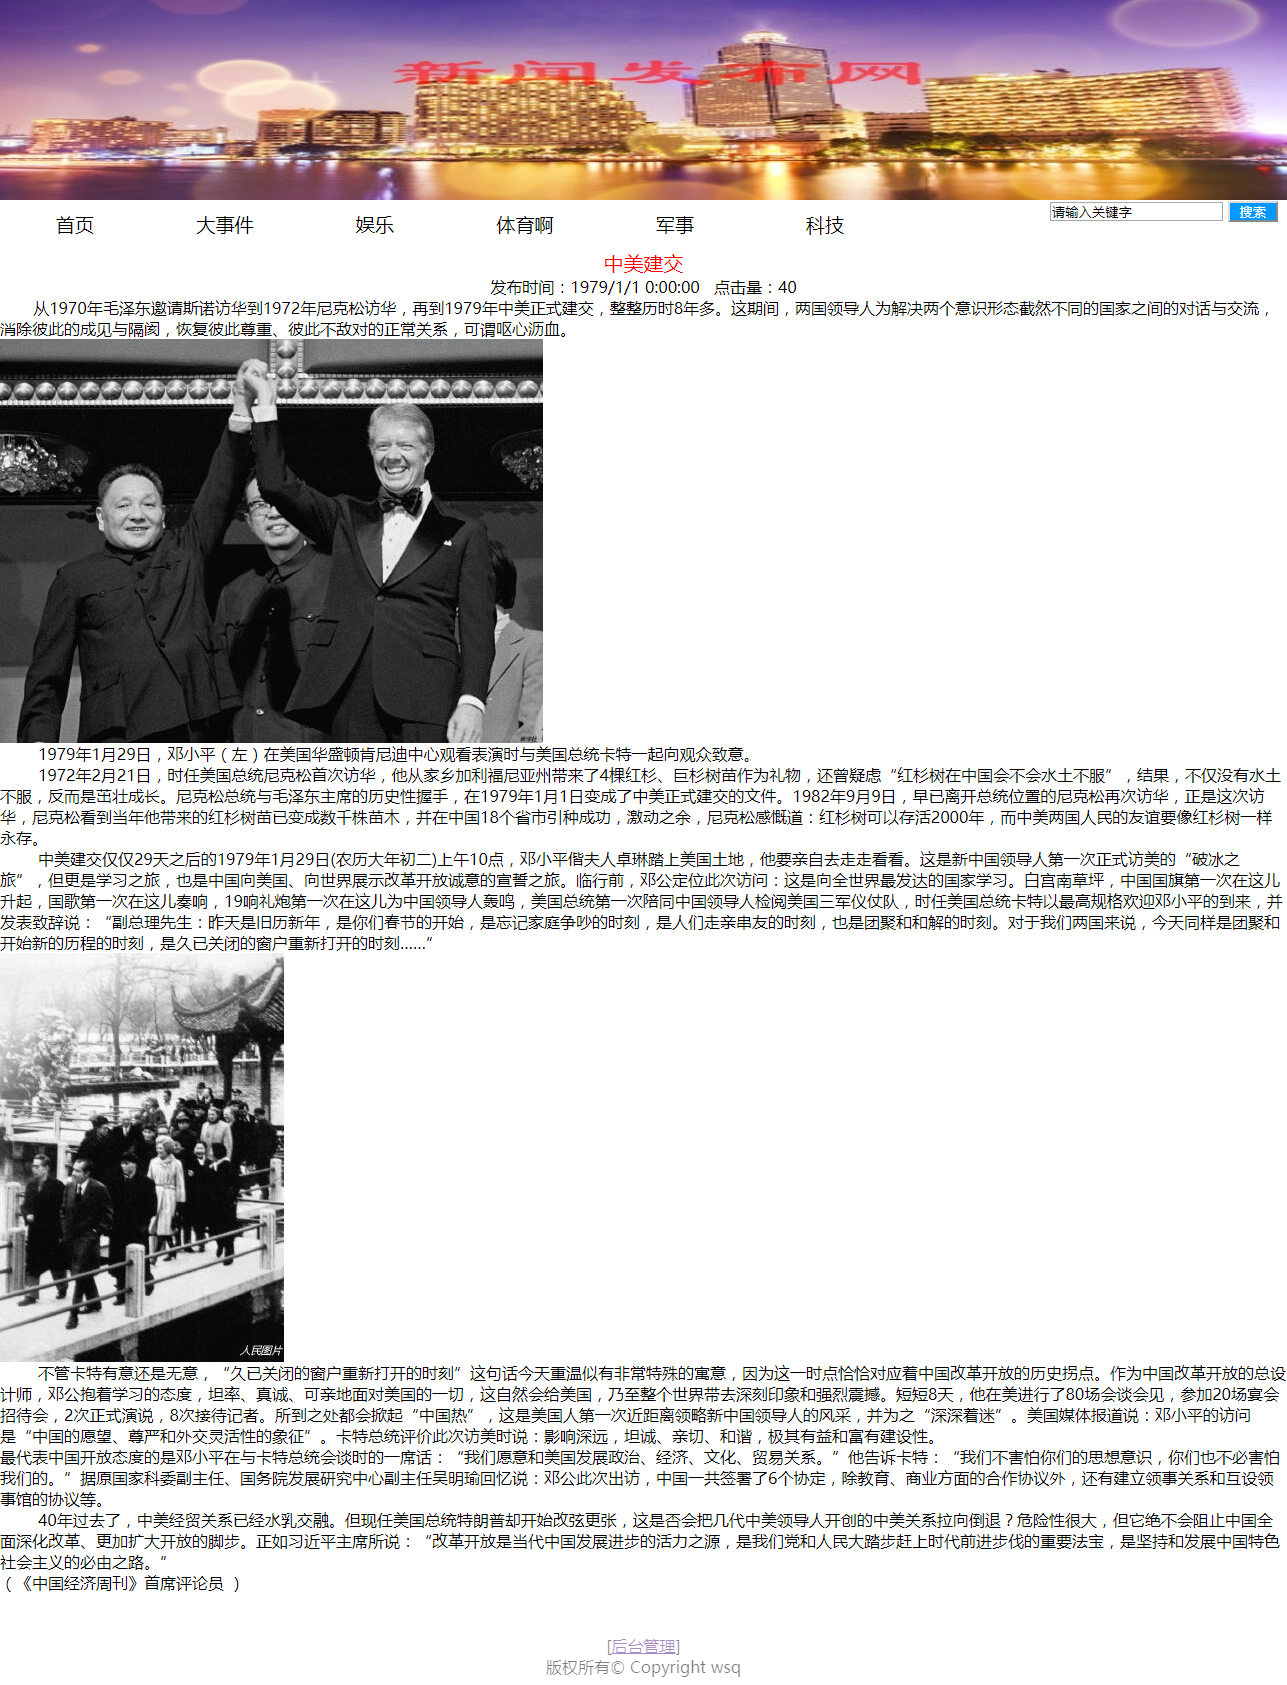 新闻发布网
首页 大事件 娱乐 体育啊 军事 科技 请输入关键字 搜索
中美建交
发布时间：1979/1/1 0:00:00 点击量：40
从1970年毛泽东邀请斯诺访华到1972年尼克松访华，再到1979年中美正式建交，整整历时8年多。这期间，两国领导人为解决两个意识形态截然不同的国家之间的对话与交流，
消除彼此的成见与隔阂，恢复彼此尊重、彼此不敌对的正常关系，可谓呕心沥血。
新华社
1979年1月29日，邓小平（左）在美国华盛顿肯尼迪中心观看表演时与美国总统卡特一起向观众致意。
1972年2月21日，时任美国总统尼克松首次访华，他从家乡加利福尼亚州带来了4棵红杉、巨杉树苗作为礼物，还曾疑虑“红杉树在中国会不会水土不服”，结果，不仅没有水土
不服，反而是茁壮成长。尼克松总统与毛泽东主席的历史性握手，在1979年1月1日变成了中美正式建交的文件。1982年9月9日，早已离开总统位置的尼克松再次访华，正是这次访
华，尼克松看到当年他带来的红杉树苗已变成数千株苗木，并在中国18个省市引种成功，激动之余，尼克松感慨道：红杉树可以存活2000年，而中美两国人民的友谊要像红杉树一样
永存。
中美建交仅仅29天之后的1979年1月29日(农历大年初二)上午10点，邓小平偕夫人卓琳踏上美国土地，他要亲自去走走看看。这是新中国领导人第一次正式访美的“破冰之
旅”，但更是学习之旅，也是中国向美国、向世界展示改革开放诚意的宣誓之旅。临行前，邓公定位此次访问：这是向全世界最发达的国家学习。白宫南草坪，中国国旗第一次在这儿
升起，国歌第一次在这儿奏响，19响礼炮第一次在这儿为中国领导人轰鸣，美国总统第一次陪同中国领导人检阅美国三军仪仗队，时任美国总统卡特以最高规格欢迎邓小平的到来，并
发表致辞说：“副总理先生：昨天是旧历新年，是你们春节的开始，是忘记家庭争吵的时刻，是人们走亲串友的时刻，也是团聚和和解的时刻。对于我们两国来说，今天同样是团聚和
开始新的历程的时刻，是久已关闭的窗户重新打开的时刻……”
人民图片
不管卡特有意还是无意，“久已关闭的窗户重新打开的时刻”这句话今天重温似有非常特殊的寓意，因为这一时点恰恰对应着中国改革开放的历史拐点。作为中国改革开放的总设
计师，邓公抱着学习的态度，坦率、真诚、可亲地面对美国的一切，这自然会给美国，乃至整个世界带去深刻印象和强烈震撼。短短8天，他在美进行了80场会谈会见，参加20场宴会
招待会，2次正式演说，8次接待记者。所到之处都会掀起“中国热”，这是美国人第一次近距离领略新中国领导人的风采，并为之“深深着迷”。美国媒体报道说：邓小平的访问
是“中国的愿望、尊严和外交灵活性的象征”。卡特总统评价此次访美时说：影响深远，坦诚、亲切、和谐，极其有益和富有建设性。
最代表中国开放态度的是邓小平在与卡特总统会谈时的一席话：“我们愿意和美国发展政治、经济、文化、贸易关系。”他告诉卡特：“我们不害怕你们的思想意识，你们也不必害怕
我们的。”据原国家科委副主任、国务院发展研究中心副主任吴明瑜回忆说：邓公此次出访，中国一共签署了6个协定，除教育、商业方面的合作协议外，还有建立领事关系和互设领
事馆的协议等。
40年过去了，中美经贸关系已经水乳交融。但现任美国总统特朗普却开始改弦更张，这是否会把几代中美领导人开创的中美关系拉向倒退？危险性很大，但它绝不会阻止中国全
面深化改革、更加扩大开放的脚步。正如习近平主席所说：“改革开放是当代中国发展进步的活力之源，是我们党和人民大踏步赶上时代前进步伐的重要法宝，是坚持和发展中国特色
社会主义的必由之路。”
（《中国经济周刊》首席评论员 ）
[后台管理]
版权所有© Copyright wsq